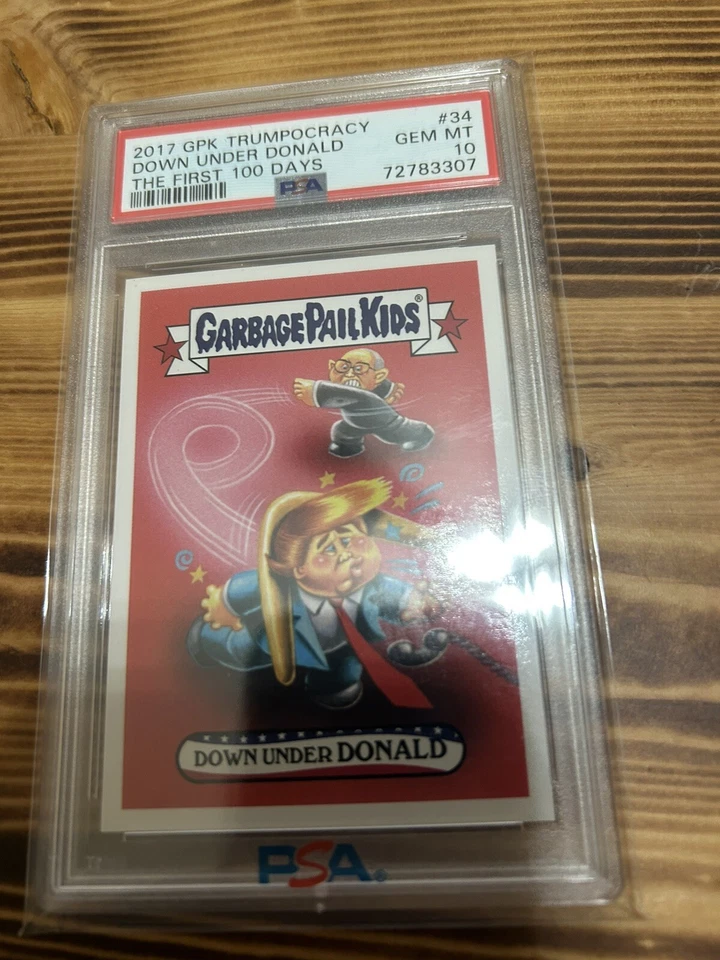 2017 GPK TRUMPOCRACY #34
DOWN UNDER DONALD GEM MT
THE FIRST 100 DAYS 10
PSA 72783307
GARBAGE PAIL KIDS®
DOWN UNDER DONALD
PSA®